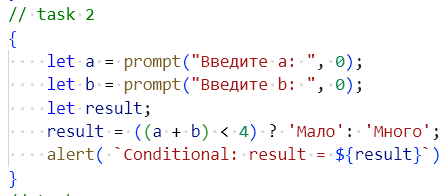 // task 2
{
let a = prompt("Введите a: ", 0);
let b = prompt("Введите b: ", 0);
let result;
result = ((a + b) < 4) ? 'Мало': 'Много';
alert( `Conditional: result = ${result}`)
}